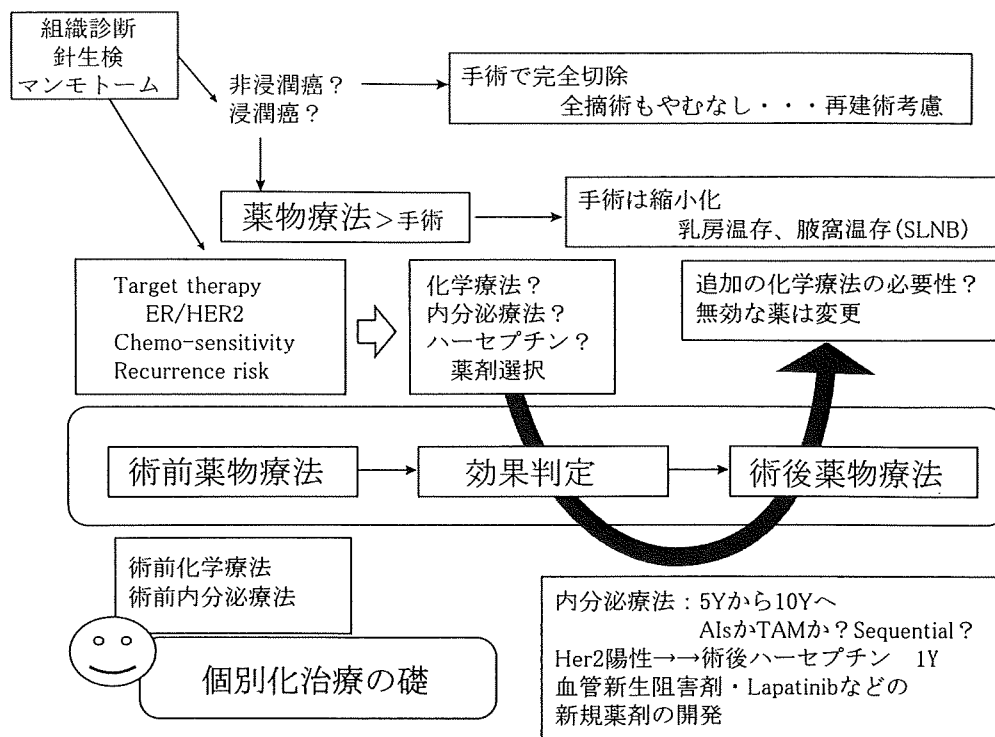 組織診断
針生検
マンモトーム
非浸潤癌？
浸潤癌？
手術で完全切除
全摘術もやむなし・・・再建術考慮
薬物療法＞手術
手術は縮小化
乳房温存、腋窩温存(SLNB)
Target therapy
ER/HER2
Chemo-sensitivity
Recurrence risk
化学療法？
内分泌療法？
ハーセプチン？
薬剤選択
追加の化学療法の必要性？
無効な薬は変更
術前薬物療法
効果判定
術後薬物療法
術前化学療法
術前内分泌療法
個別化治療の礎
内分泌療法：5Yから10Yへ
AIsかTAMか？Sequential？
Her2陽性→→術後ハーセプチン　1Y
血管新生阻害剤・Lapatinibなどの
新規薬剤の開発